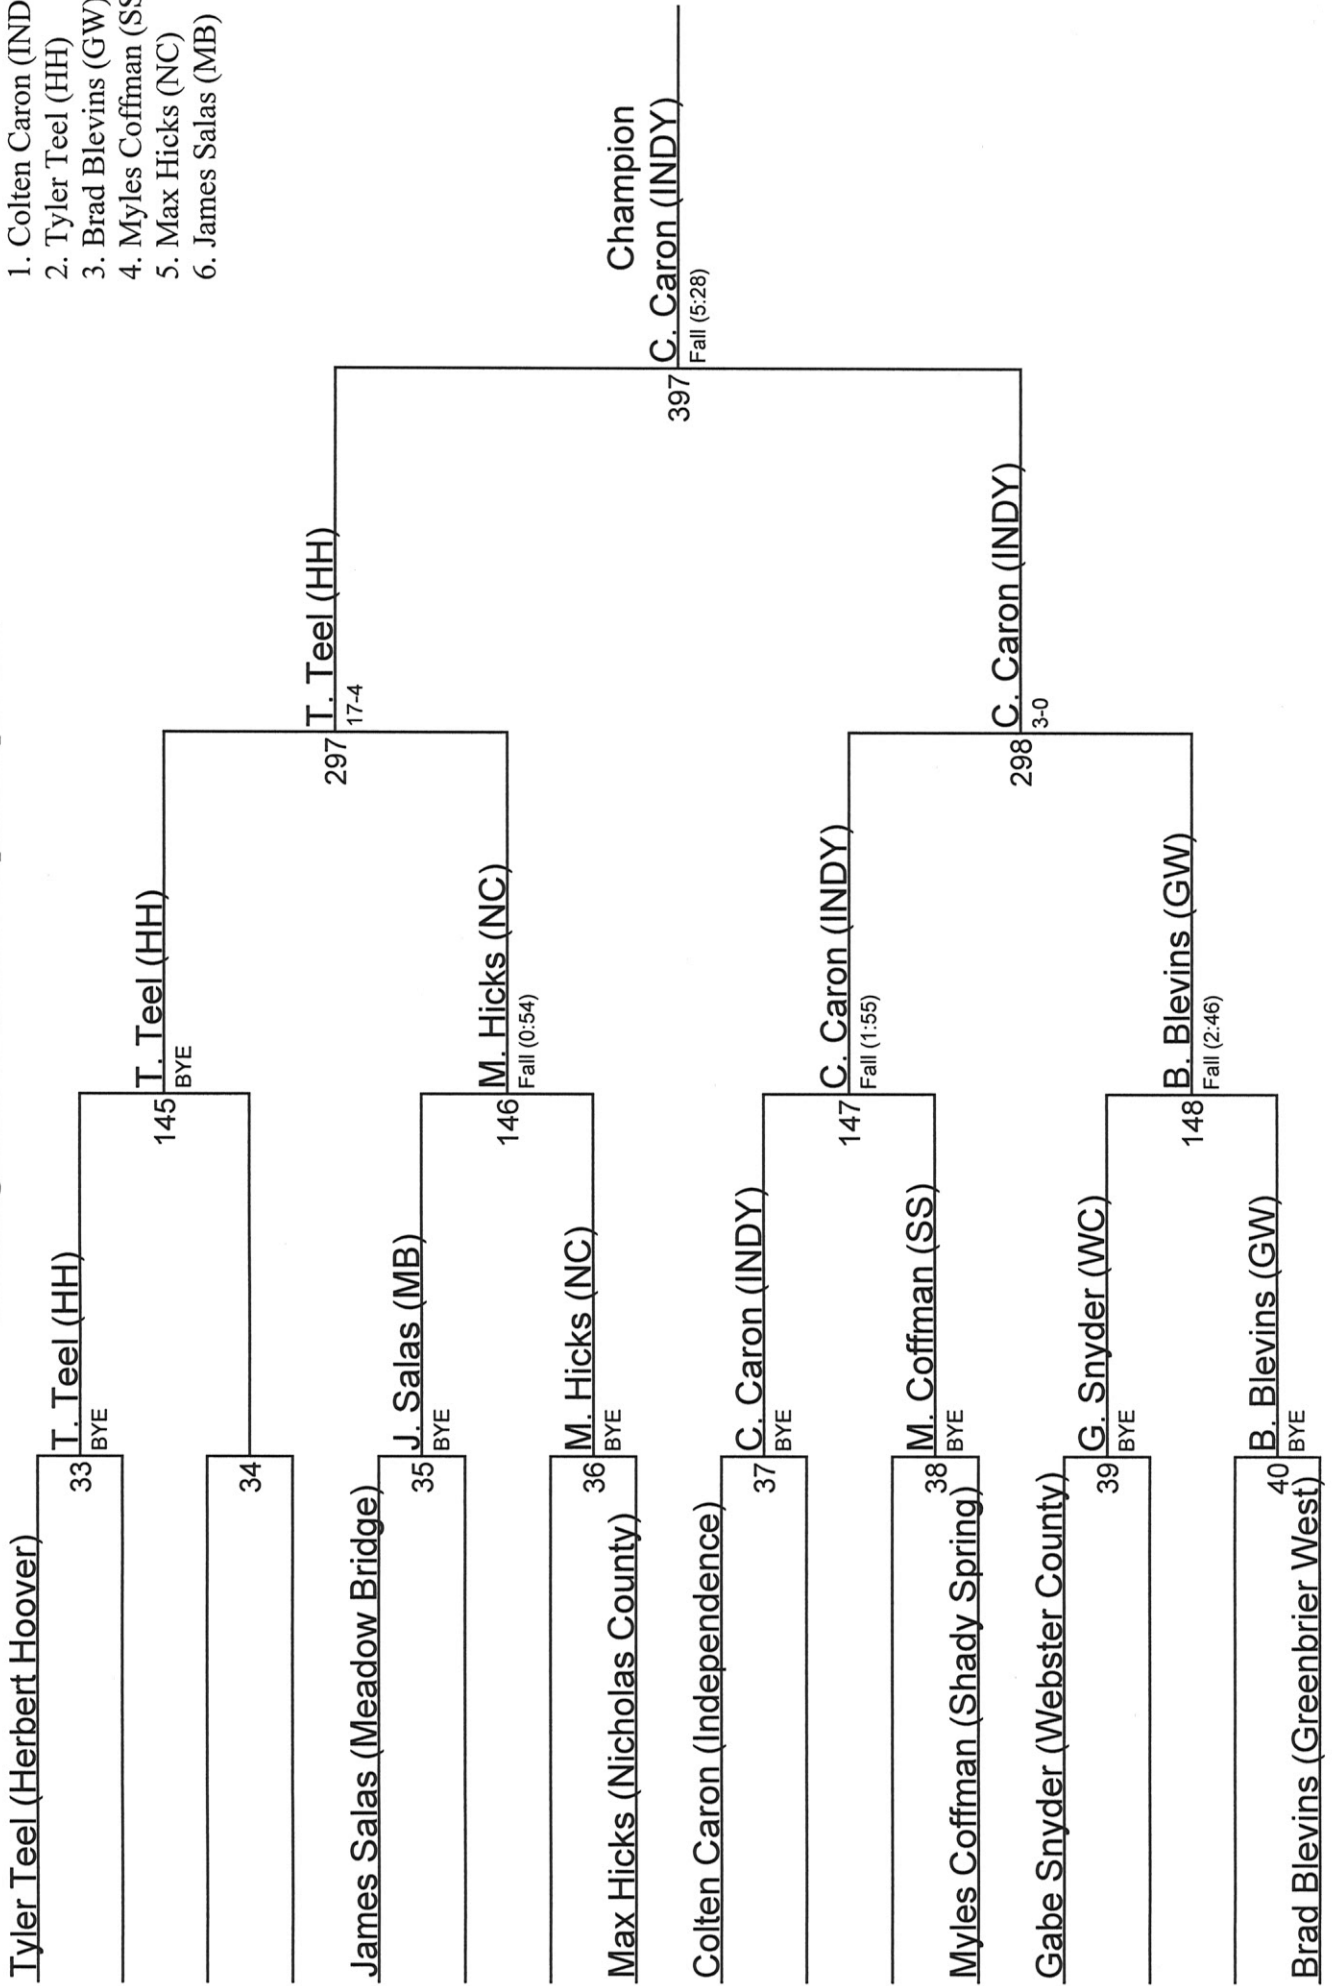 1. Colten Caron (IND
2. Tyler Teel (HH)
3. Brad Blevins (GW)
4. Myles Coffman (SS
5. Max Hicks (NC)
6. James Salas (MB)
Tyler Teel (Herbert Hoover)
33
T. Teel (HH)
BYE
34
145
T. Teel (HH)
BYE
James Salas (Meadow Bridge)
35
J. Salas (MB)
BYE
Max Hicks (Nicholas County)
36
M. Hicks (NC)
BYE
146
M. Hicks (NC)
Fall (0:54)
297
T. Teel (HH)
17-4
Colten Caron (Independence)
37
C. Caron (INDY)
BYE
Myles Coffman (Shady Spring)
38
M. Coffman (SS)
BYE
147
C. Caron (INDY)
Fall (1:55)
Gabe Snyder (Webster County)
39
G. Snyder (WC)
BYE
Brad Blevins (Greenbrier West)
40
B. Blevins (GW)
BYE
148
B. Blevins (GW)
Fall (2:46)
298
C. Caron (INDY)
3-0
397
Champion
C. Caron (INDY)
Fall (5:28)